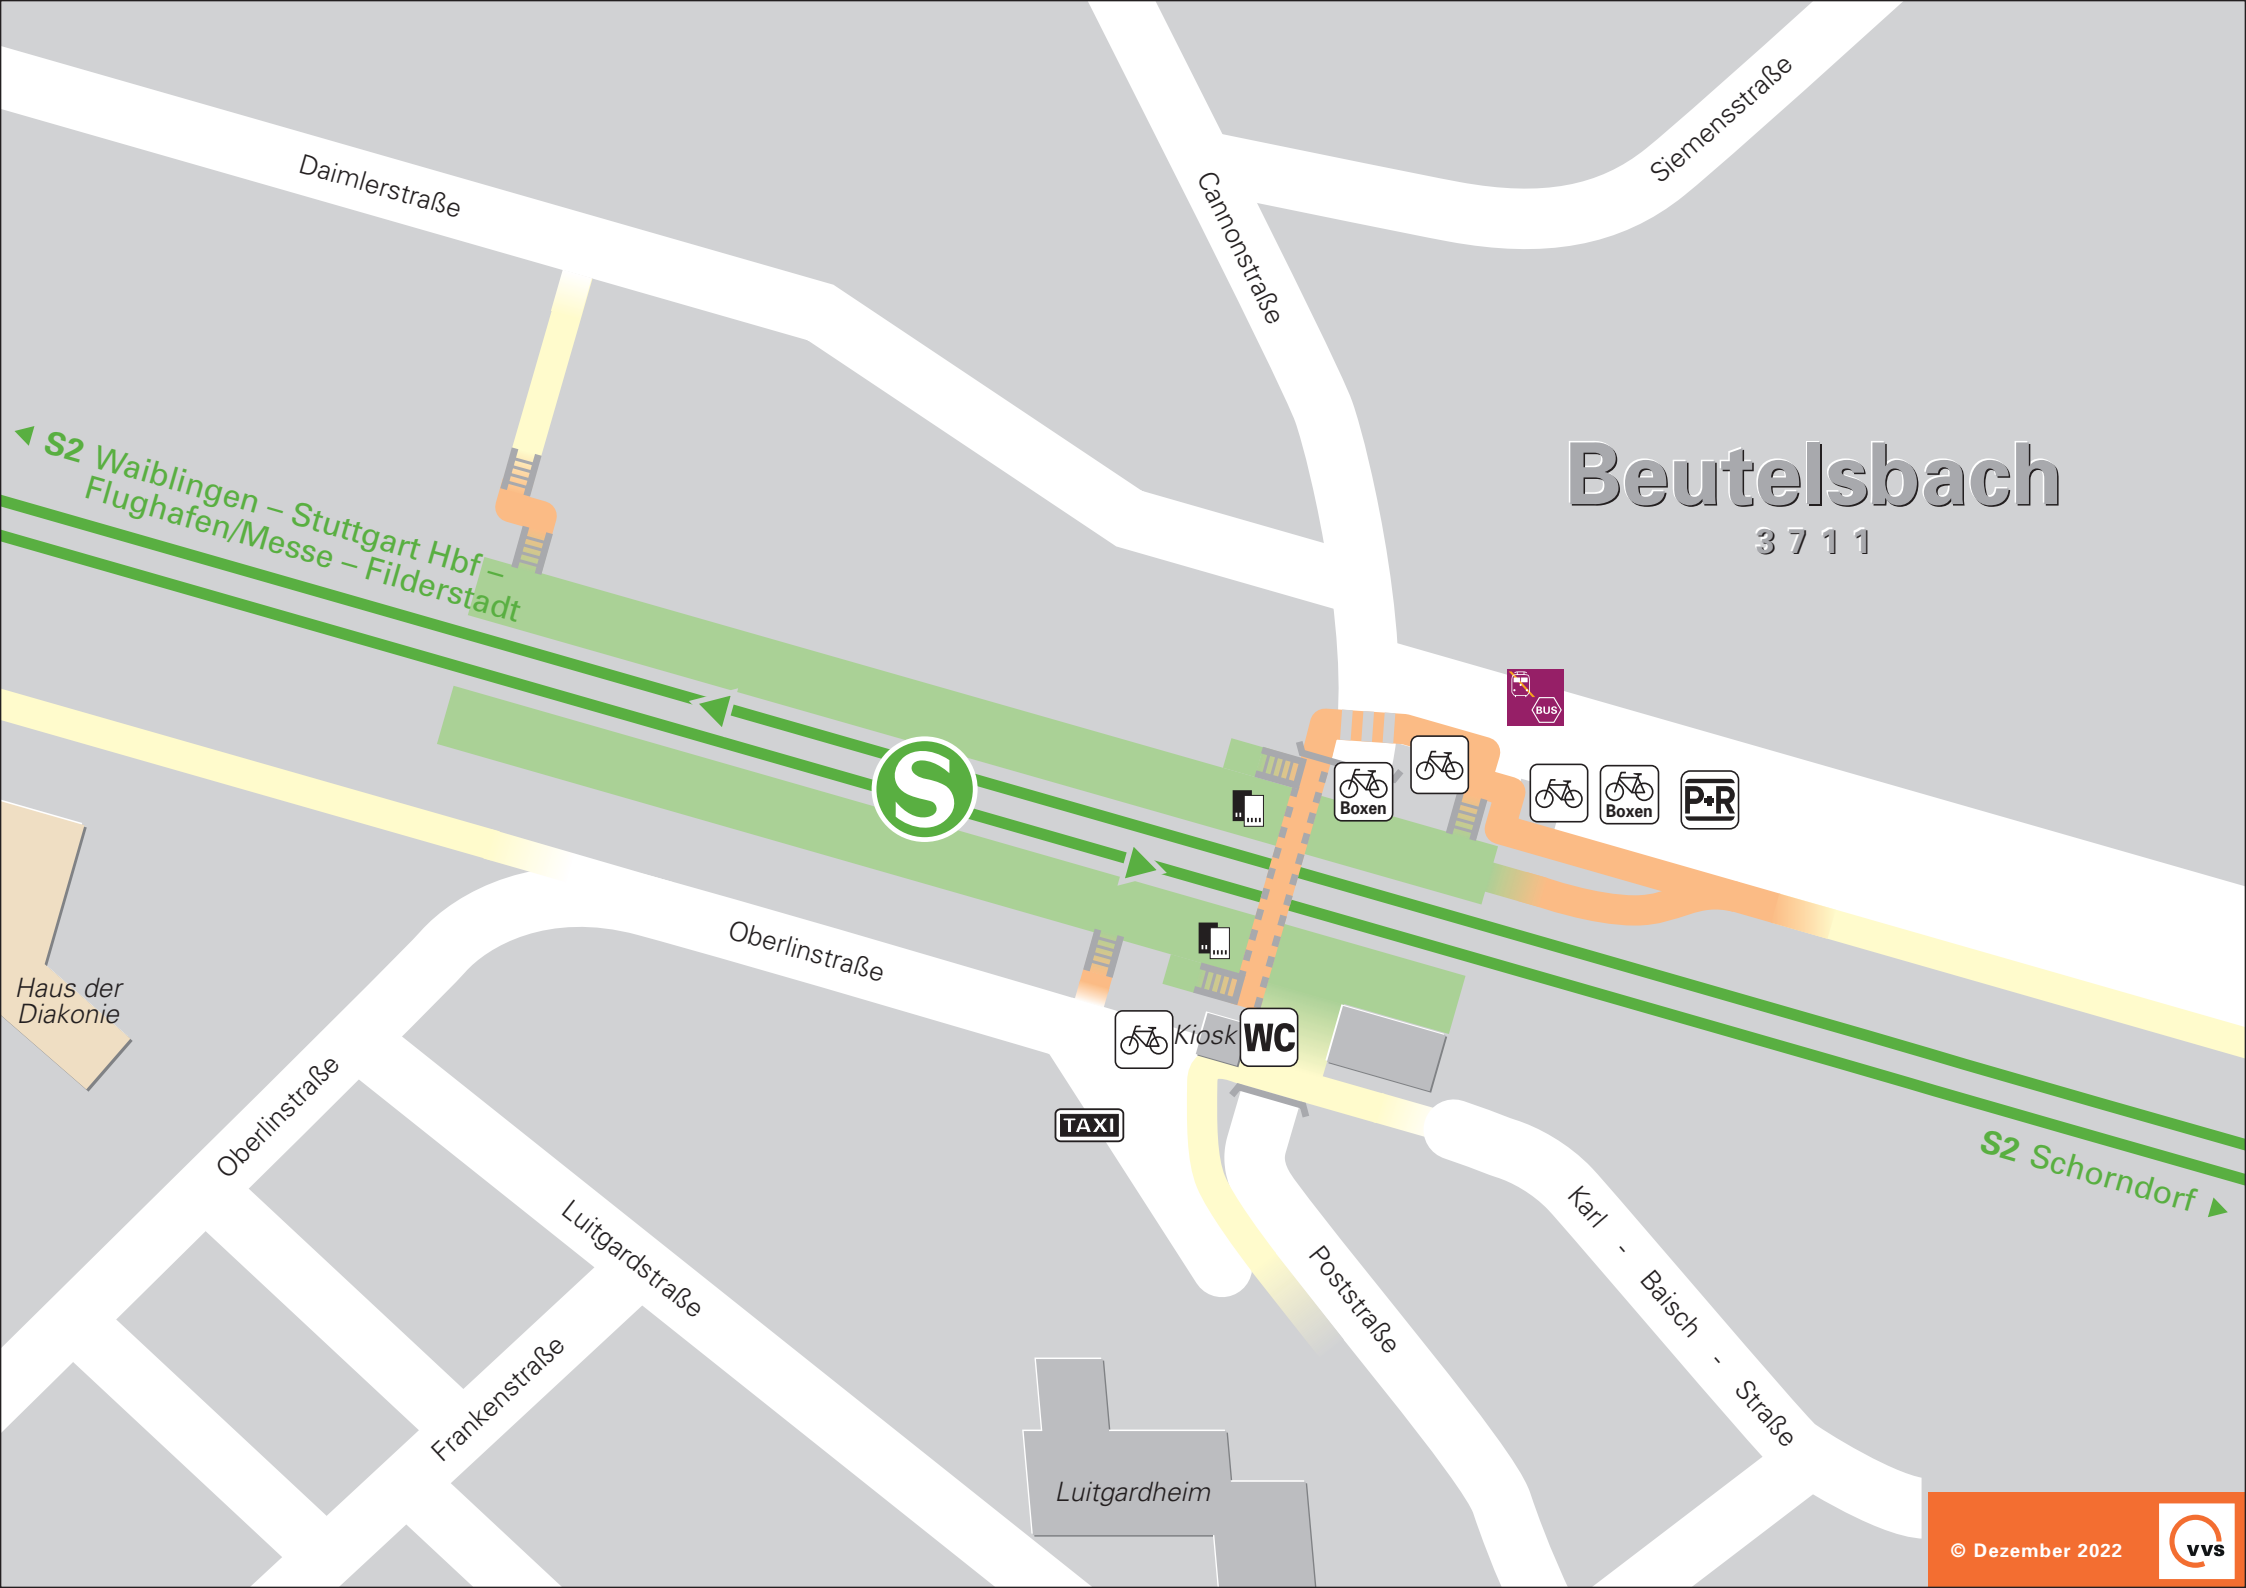 Siemensstraße
Daimlerstraße
Cannonstraße
Beutelsbach
3711
S2 Waiblingen – Stuttgart Hbf –
Flughafen/Messe – Filderstadt
BUS
S
Boxen
Boxen
P+R
Oberlinstraße
Haus der
Diakonie
Kiosk
WC
TAXI
Oberlinstraße
S2 Schorndorf
Luitgardstraße
Poststraße
Karl - Baisch - Straße
Frankenstraße
Luitgardheim
© Dezember 2022
vvs